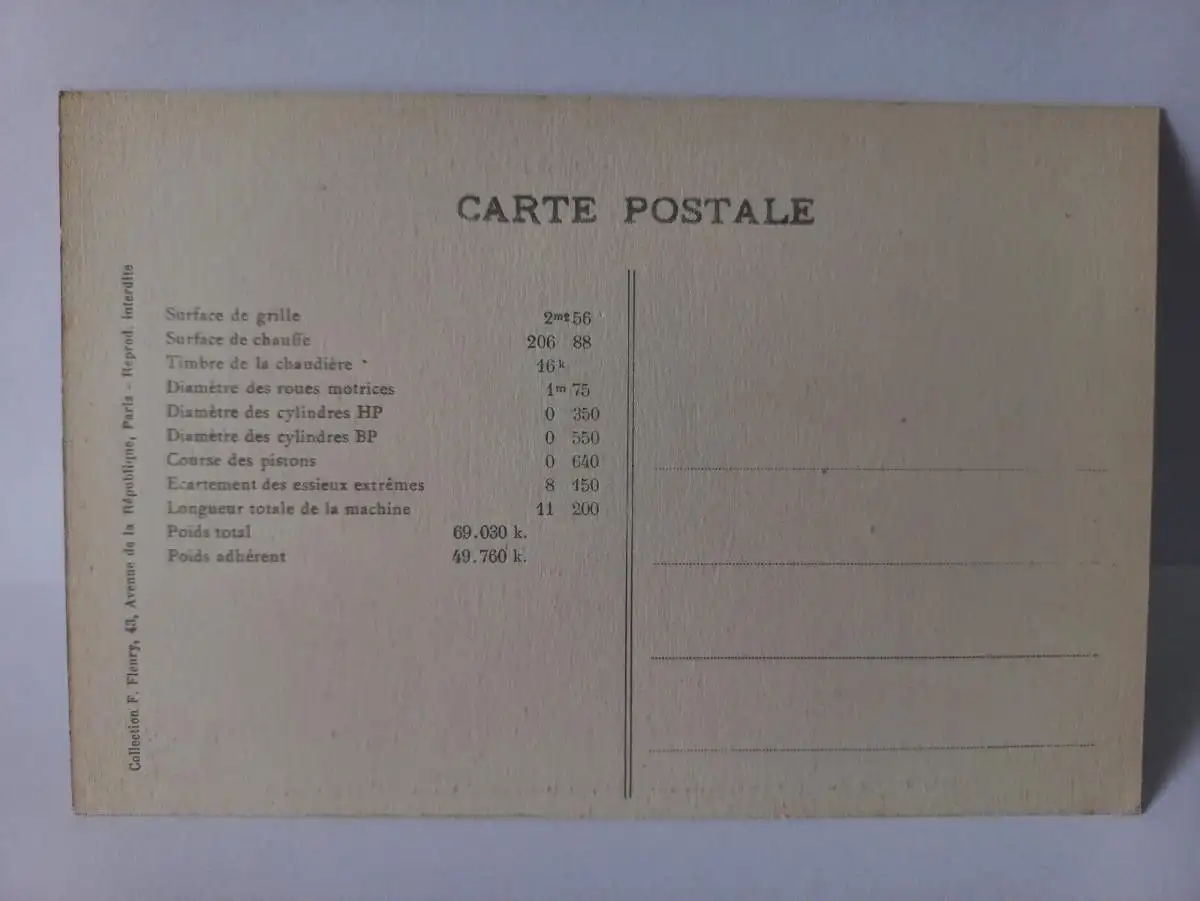 CARTE POSTALE
Collection F. Fleury, 43, Avenue de la République, Paris - Reprod. interdite
Surface de grille 2m²56
Surface de chauffe 206 88
Timbre de la chaudière 16k
Diamètre des roues motrices 1m 75
Diamètre des cylindres HP 0 350
Diamètre des cylindres BP 0 550
Course des pistons 0 640
Ecartement des essieux extrêmes 8 150
Longueur totale de la machine 11 200
Poids total 69.030 k.
Poids adhérent 49.760 k.